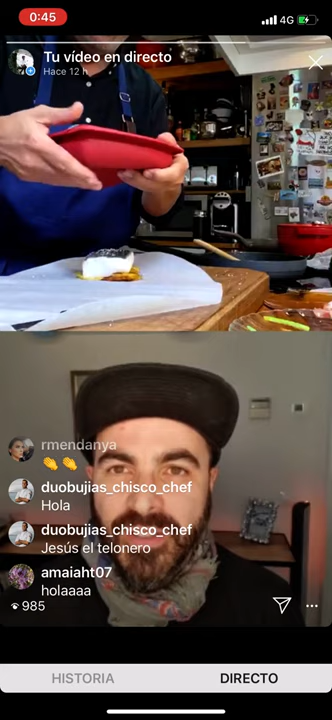 0:45
4G
Tu vídeo en directo
Hace 12 h
rmendanya
👏👏
duobujias_chisco_chef
Hola
duobujias_chisco_chef
Jesús el telonero
amaiaht07
holaaaa
985
HISTORIA
DIRECTO